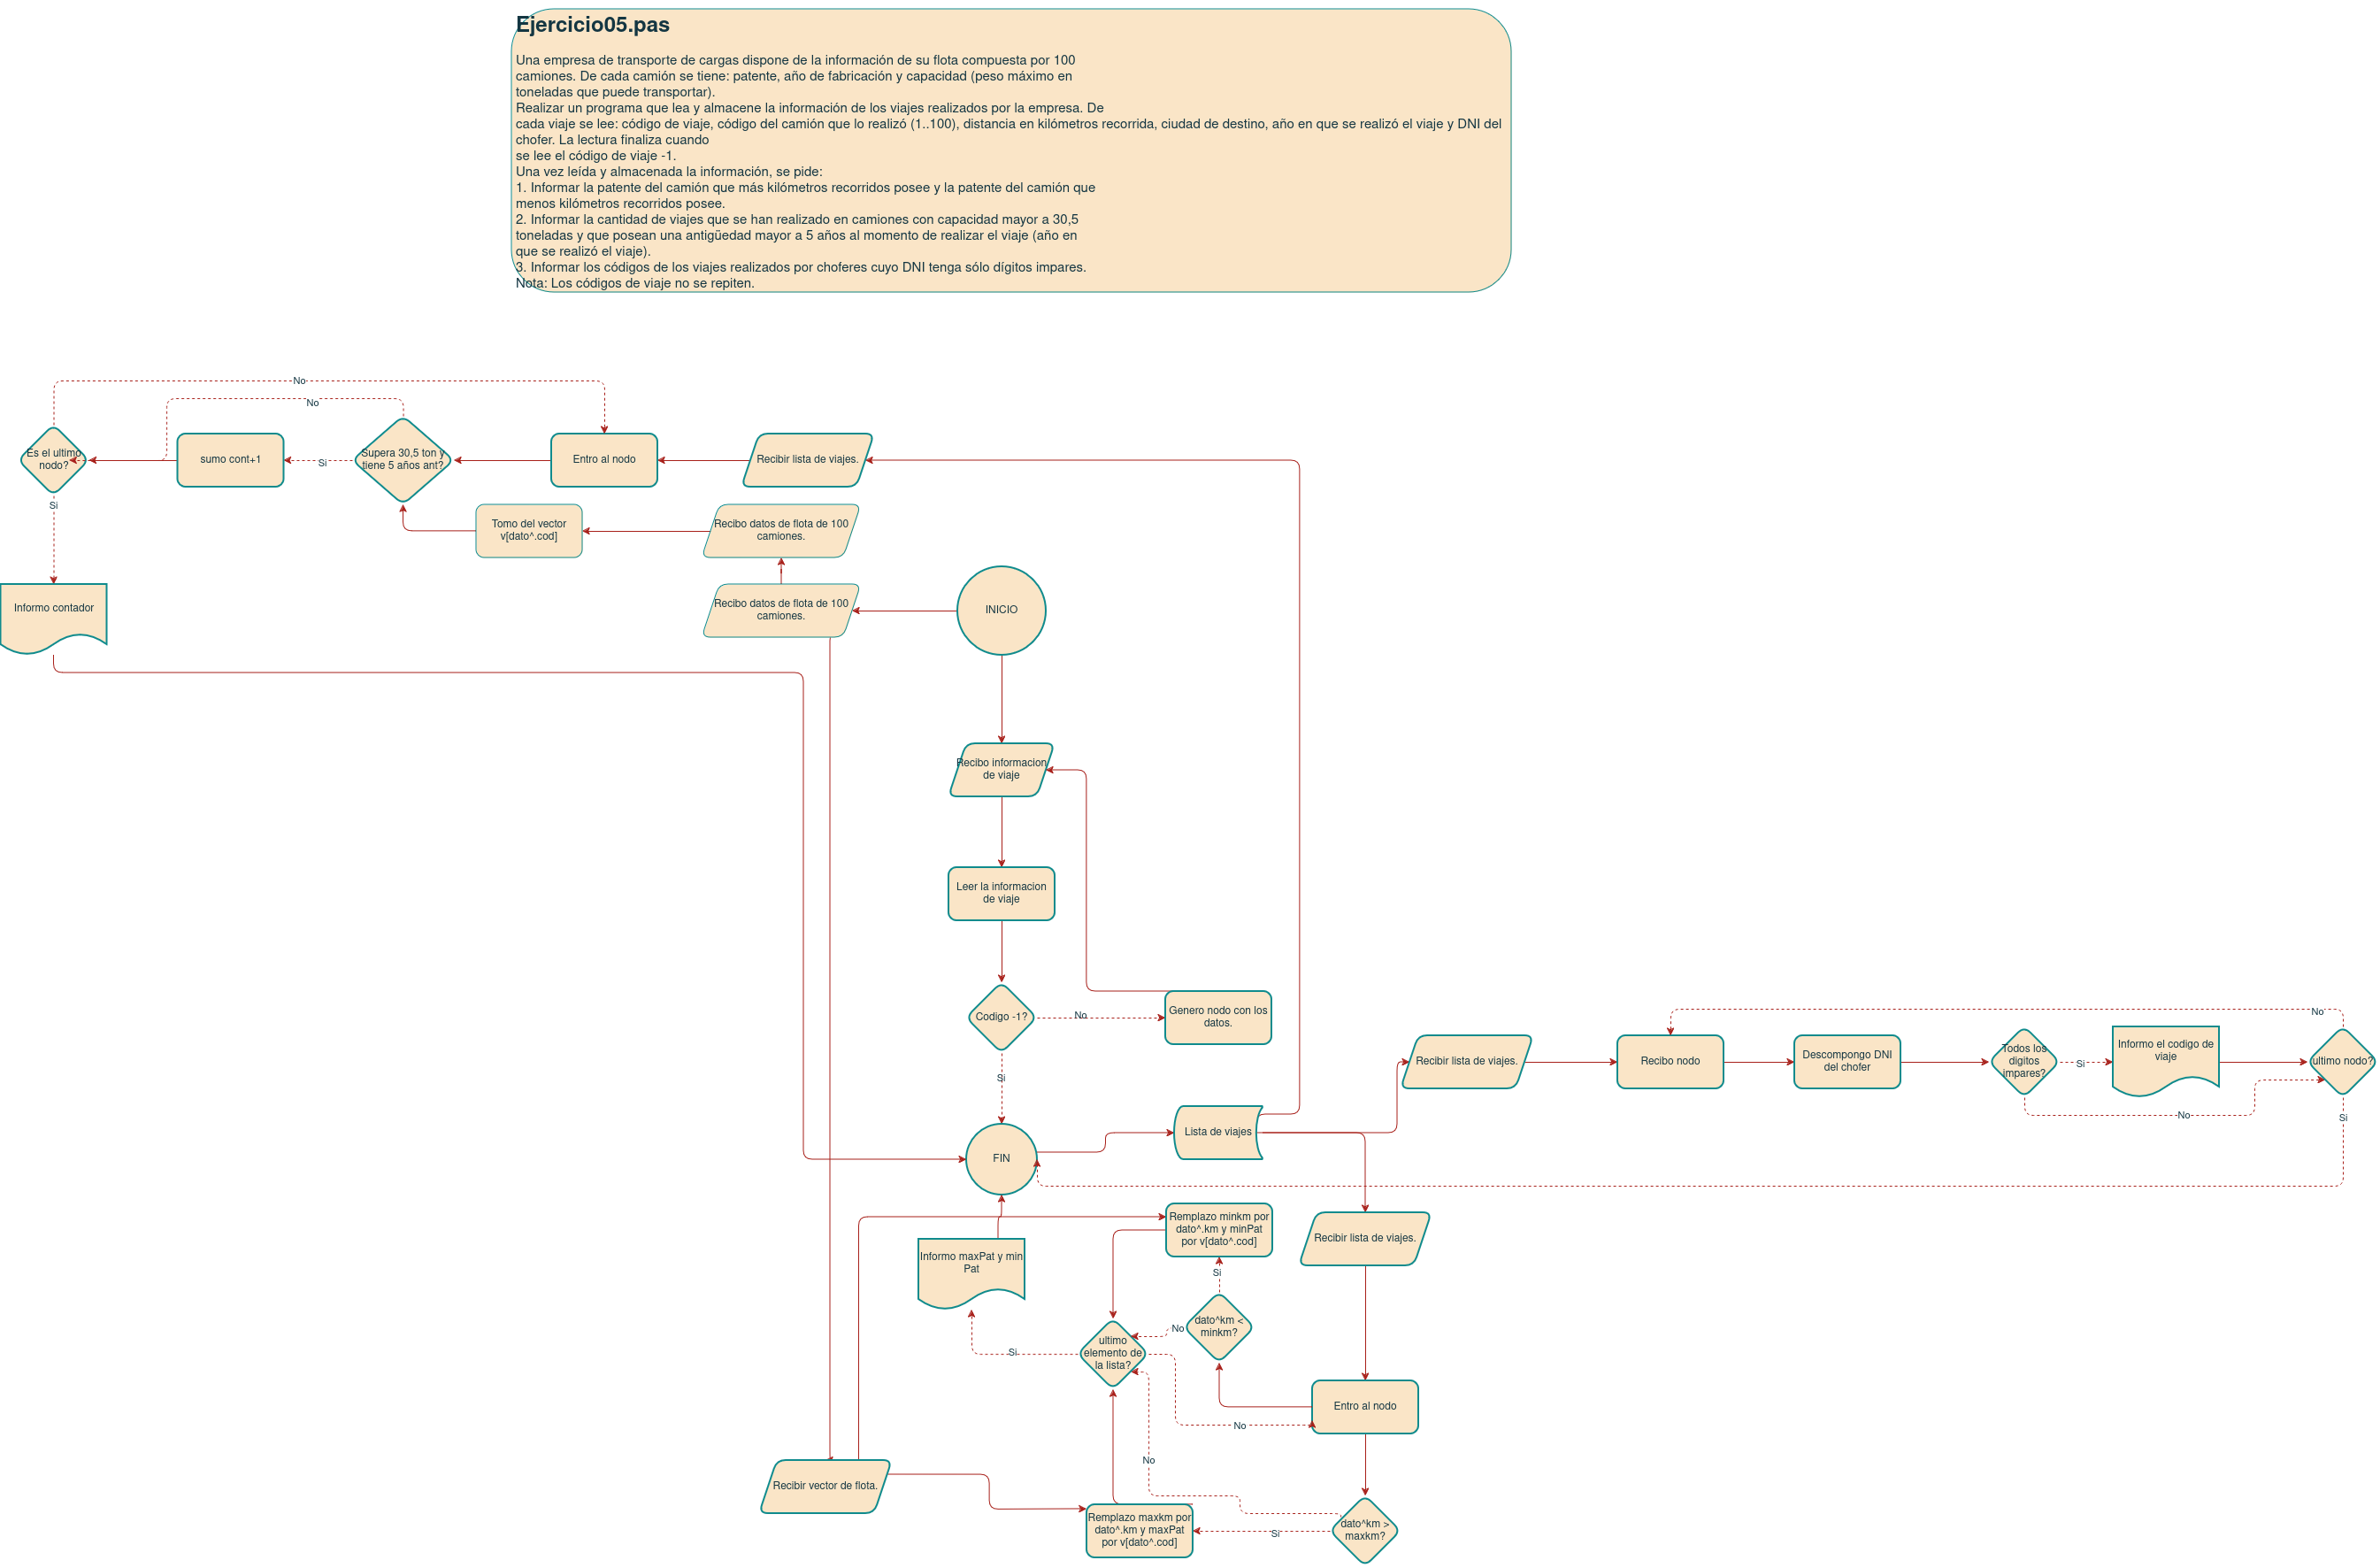 Ejercicio05.pas
Una empresa de transporte de cargas dispone de la información de su flota compuesta por 100
camiones. De cada camión se tiene: patente, año de fabricación y capacidad (peso máximo en
toneladas que puede transportar).
Realizar un programa que lea y almacene la información de los viajes realizados por la empresa. De
cada viaje se lee: código de viaje, código del camión que lo realizó (1..100), distancia en kilómetros recorrida, ciudad de destino, año en que se realizó el viaje y DNI del
chofer. La lectura finaliza cuando
se lee el código de viaje -1.
Una vez leída y almacenada la información, se pide:
1. Informar la patente del camión que más kilómetros recorridos posee y la patente del camión que
menos kilómetros recorridos posee.
2. Informar la cantidad de viajes que se han realizado en camiones con capacidad mayor a 30,5
toneladas y que posean una antigüedad mayor a 5 años al momento de realizar el viaje (año en
que se realizó el viaje).
3. Informar los códigos de los viajes realizados por choferes cuyo DNI tenga sólo dígitos impares.
Nota: Los códigos de viaje no se repiten.
No
No
Es el ultimo
nodo?
sumo cont+1
Si
Supera 30,5 ton y
tiene 5 años ant?
Entro al nodo
Recibir lista de viajes.
Si
Tomo del vector
v[dato^.cod]
Recibo datos de flota de 100
camiones.
Informo contador
Recibo datos de flota de 100
camiones.
INICIO
Recibo informacion
de viaje
Leer la informacion
de viaje
Codigo -1?
No
Genero nodo con los
datos.
Si
FIN
Lista de viajes
Recibir lista de viajes.
Recibo nodo
Descompongo DNI
del chofer
Todos los
digitos
impares?
Si
Informo el codigo de
viaje
ultimo nodo?
No
No
Si
Remplazo minkm por
dato^.km y minPat
por v[dato^.cod]
Recibir lista de viajes.
Informo maxPat y min
Pat
Si
dato^km <
minkm?
No
ultimo
elemento de
la lista?
Si
Entro al nodo
No
No
Recibir vector de flota.
Remplazo maxkm por
dato^.km y maxPat
por v[dato^.cod]
Si
dato^km >
maxkm?